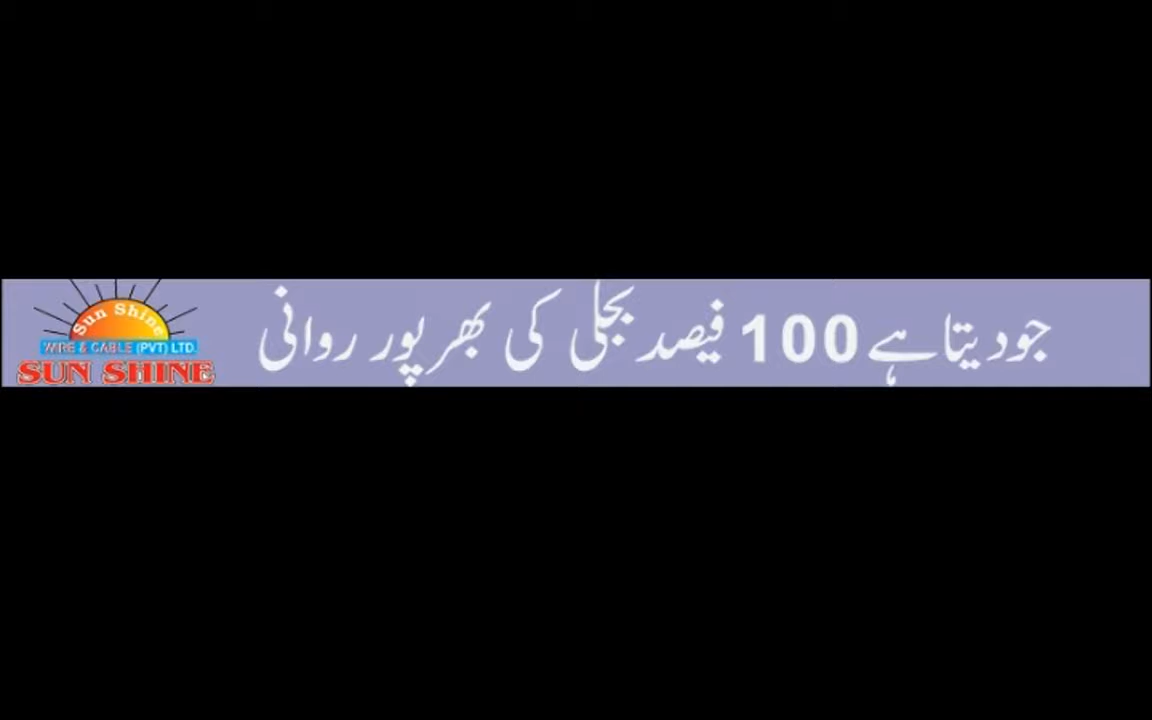 جو دیتا ہے 100 فیصد بجلی کی بھرپور روانی
Sun Shine
WIRE & CABLE (PVT) LTD.
SUN SHINE